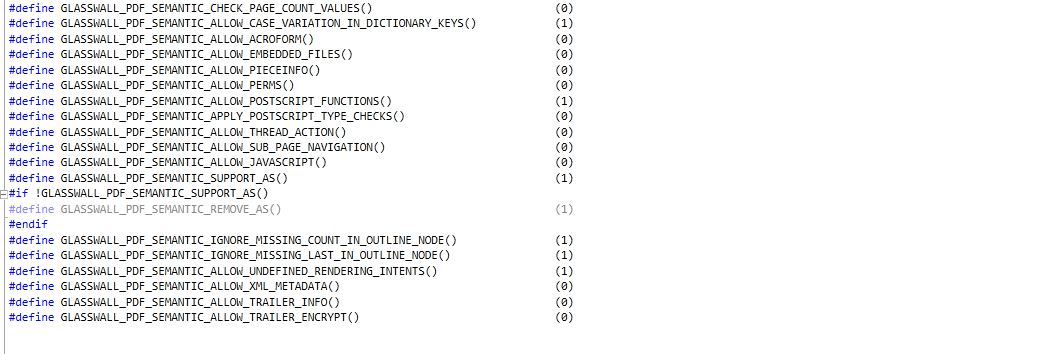 #define GLASSWALL_PDF_SEMANTIC_CHECK_PAGE_COUNT_VALUES() (0)
#define GLASSWALL_PDF_SEMANTIC_ALLOW_CASE_VARIATION_IN_DICTIONARY_KEYS() (1)
#define GLASSWALL_PDF_SEMANTIC_ALLOW_ACROFORM() (0)
#define GLASSWALL_PDF_SEMANTIC_ALLOW_EMBEDDED_FILES() (0)
#define GLASSWALL_PDF_SEMANTIC_ALLOW_PIECEINFO() (0)
#define GLASSWALL_PDF_SEMANTIC_ALLOW_PERMS() (0)
#define GLASSWALL_PDF_SEMANTIC_ALLOW_POSTSCRIPT_FUNCTIONS() (1)
#define GLASSWALL_PDF_SEMANTIC_APPLY_POSTSCRIPT_TYPE_CHECKS() (0)
#define GLASSWALL_PDF_SEMANTIC_ALLOW_THREAD_ACTION() (0)
#define GLASSWALL_PDF_SEMANTIC_ALLOW_SUB_PAGE_NAVIGATION() (0)
#define GLASSWALL_PDF_SEMANTIC_ALLOW_JAVASCRIPT() (0)
#define GLASSWALL_PDF_SEMANTIC_SUPPORT_AS() (1)
#if !GLASSWALL_PDF_SEMANTIC_SUPPORT_AS()
#define GLASSWALL_PDF_SEMANTIC_REMOVE_AS() (1)
#endif
#define GLASSWALL_PDF_SEMANTIC_IGNORE_MISSING_COUNT_IN_OUTLINE_NODE() (1)
#define GLASSWALL_PDF_SEMANTIC_IGNORE_MISSING_LAST_IN_OUTLINE_NODE() (1)
#define GLASSWALL_PDF_SEMANTIC_ALLOW_UNDEFINED_RENDERING_INTENTS() (1)
#define GLASSWALL_PDF_SEMANTIC_ALLOW_XML_METADATA() (0)
#define GLASSWALL_PDF_SEMANTIC_ALLOW_TRAILER_INFO() (0)
#define GLASSWALL_PDF_SEMANTIC_ALLOW_TRAILER_ENCRYPT() (0)